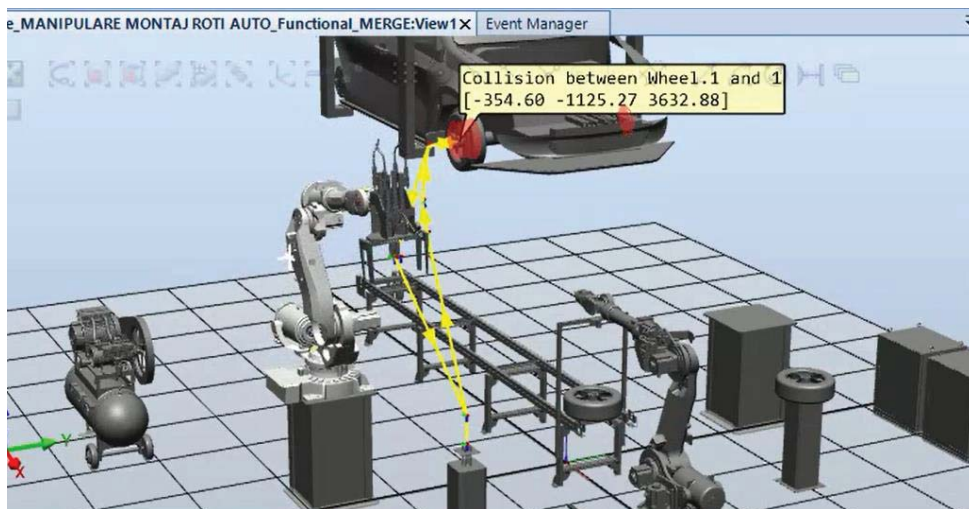 e_MANIPULARE MONTAJ ROTI AUTO_Functional_MERGE:View1 X Event Manager
Collision between Wheel.1 and 1
[-354.60 -1125.27 3632.88]
Y
X